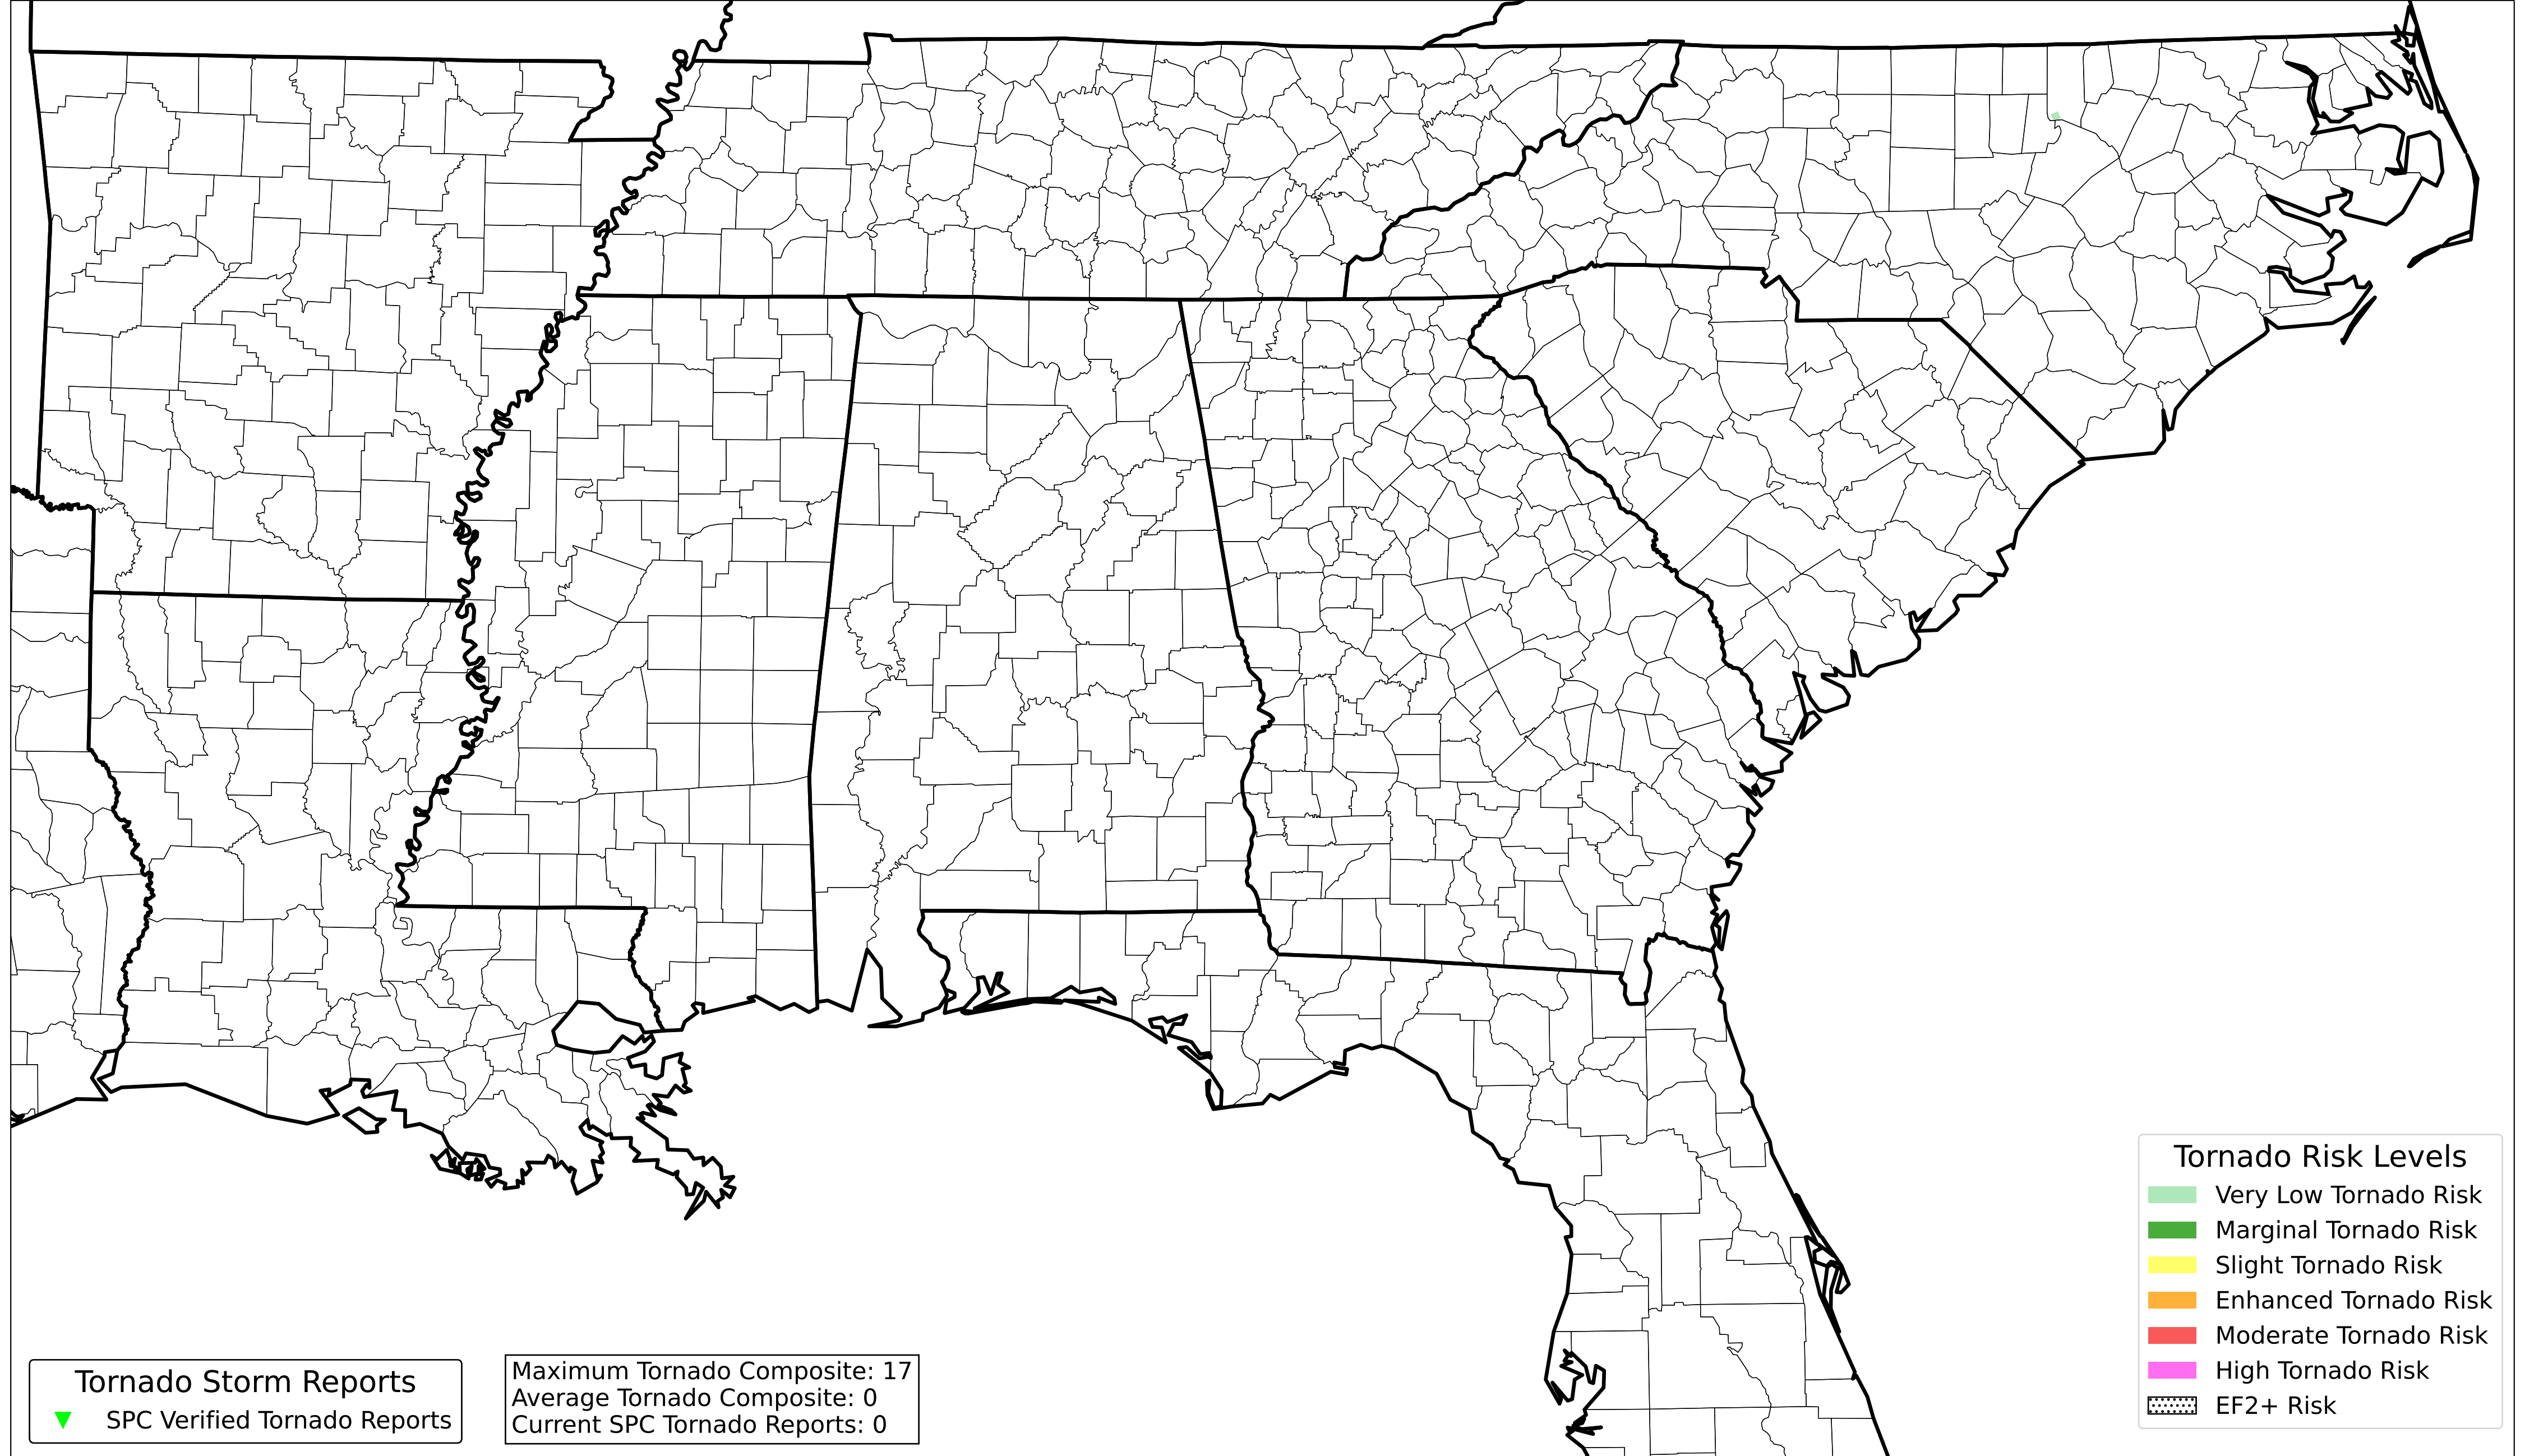 Tornado Risk Levels
Very Low Tornado Risk
Marginal Tornado Risk
Slight Tornado Risk
Enhanced Tornado Risk
Moderate Tornado Risk
High Tornado Risk
EF2+ Risk
Tornado Storm Reports
SPC Verified Tornado Reports
Maximum Tornado Composite: 17
Average Tornado Composite: 0
Current SPC Tornado Reports: 0